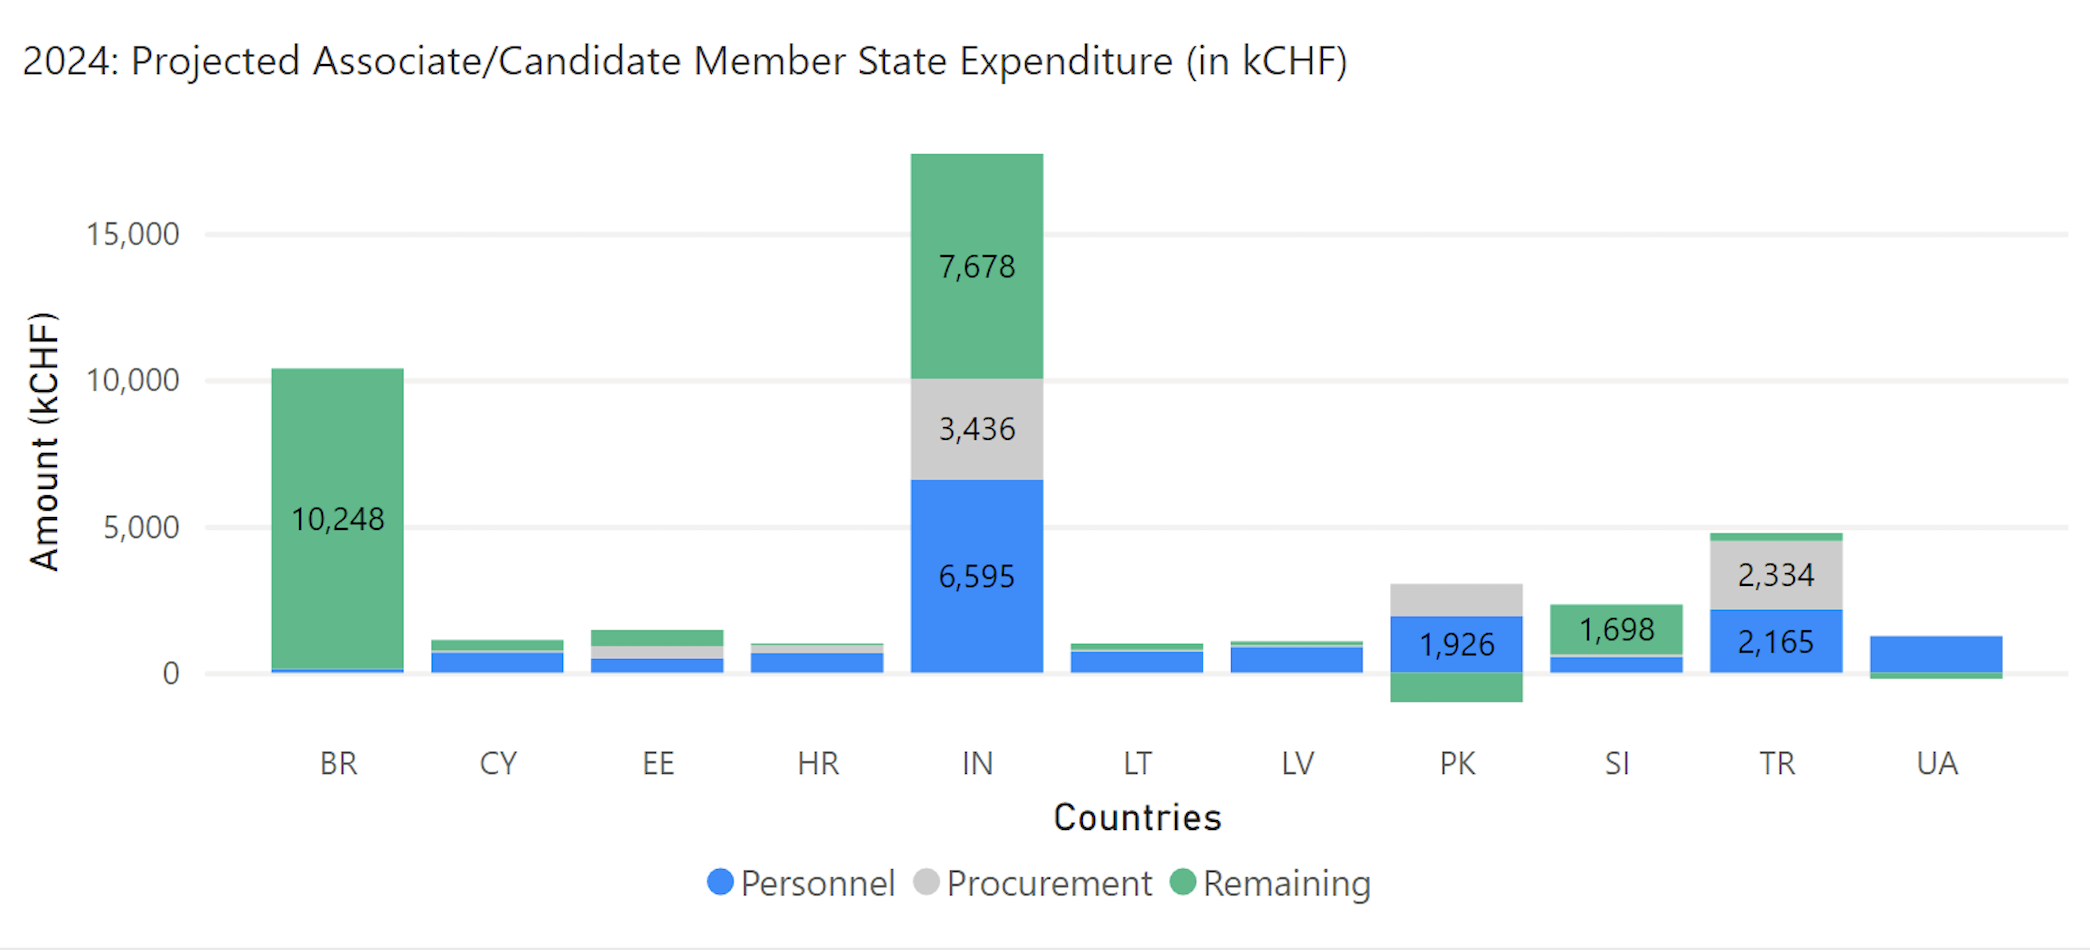 2024: Projected Associate/Candidate Member State Expenditure (in kCHF)
Amount (kCHF)
15,000
10,000
5,000
0
10,248
7,678
3,436
6,595
1,926
1,698
2,334
2,165
BR CY EE HR IN LT LV PK SI TR UA
Countries
Personnel Procurement Remaining